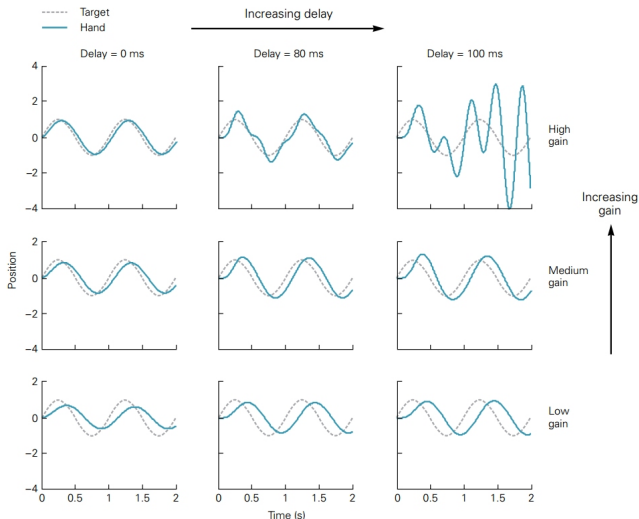 Target
Hand
Increasing delay
Delay = 0 ms
Delay = 80 ms
Delay = 100 ms
4
2
0
−2
−4
High
gain
Increasing
gain
2
0
−2
−4
Position
Medium
gain
2
0
−2
−4
Low
gain
0 0.5 1 1.5 2
0 0.5 1 1.5 2
0 0.5 1 1.5 2
Time (s)